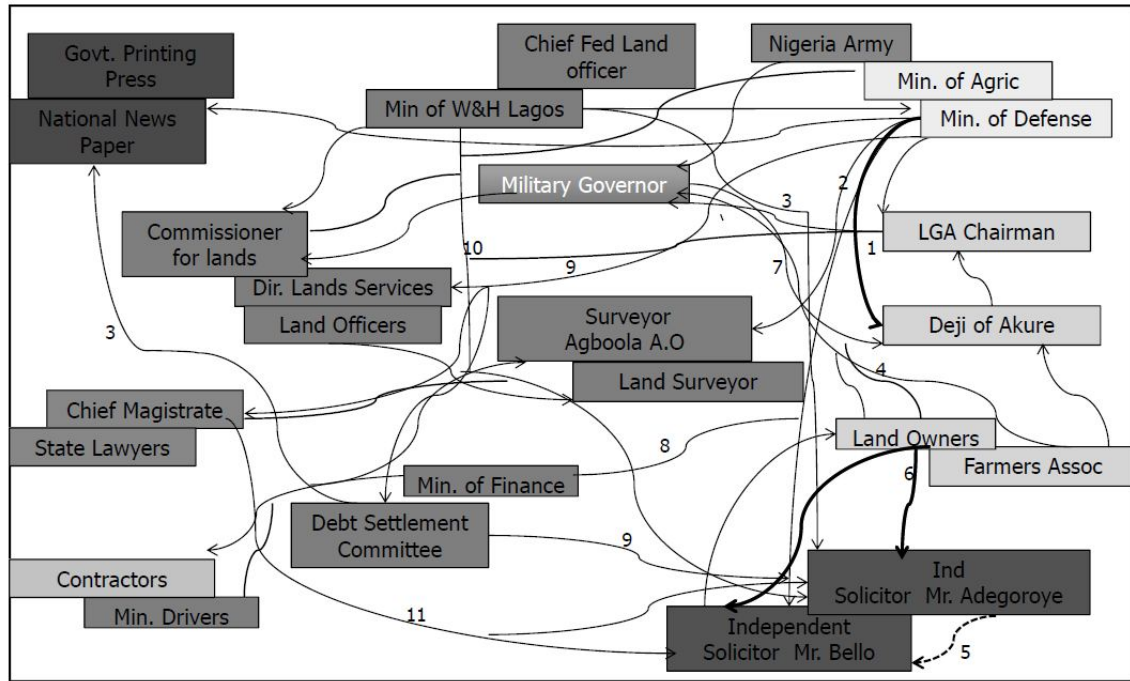 Govt. Printing
Press
Chief Fed Land
officer
Nigeria Army
Min. of Agric
National News
Paper
Min of W&H Lagos
Min. of Defense
Military Governor
2
3
Commissioner
for lands
LGA Chairman
1
10
9
7
Dir. Lands Services
Land Officers
3
Surveyor
Agboola A.O
Deji of Akure
Land Surveyor
4
Chief Magistrate
State Lawyers
Land Owners
8
6
Farmers Assoc
Min. of Finance
Debt Settlement
Committee
9
Contractors
Ind
Solicitor Mr. Adegoroye
Min. Drivers
11
Independent
Solicitor Mr. Bello
5